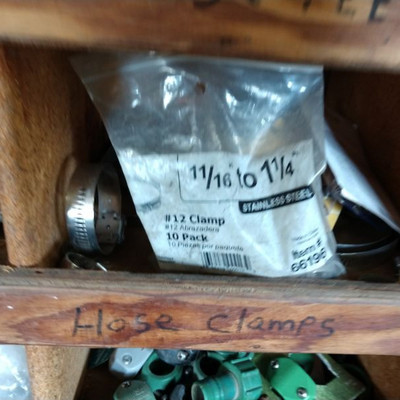 11/16" to 1 1/4"
STAINLESS STEEL
#12 Clamp
#12 Abrazadera
10 Pack
10 Piezas por paquete
Item #
66196
Hose Clamps